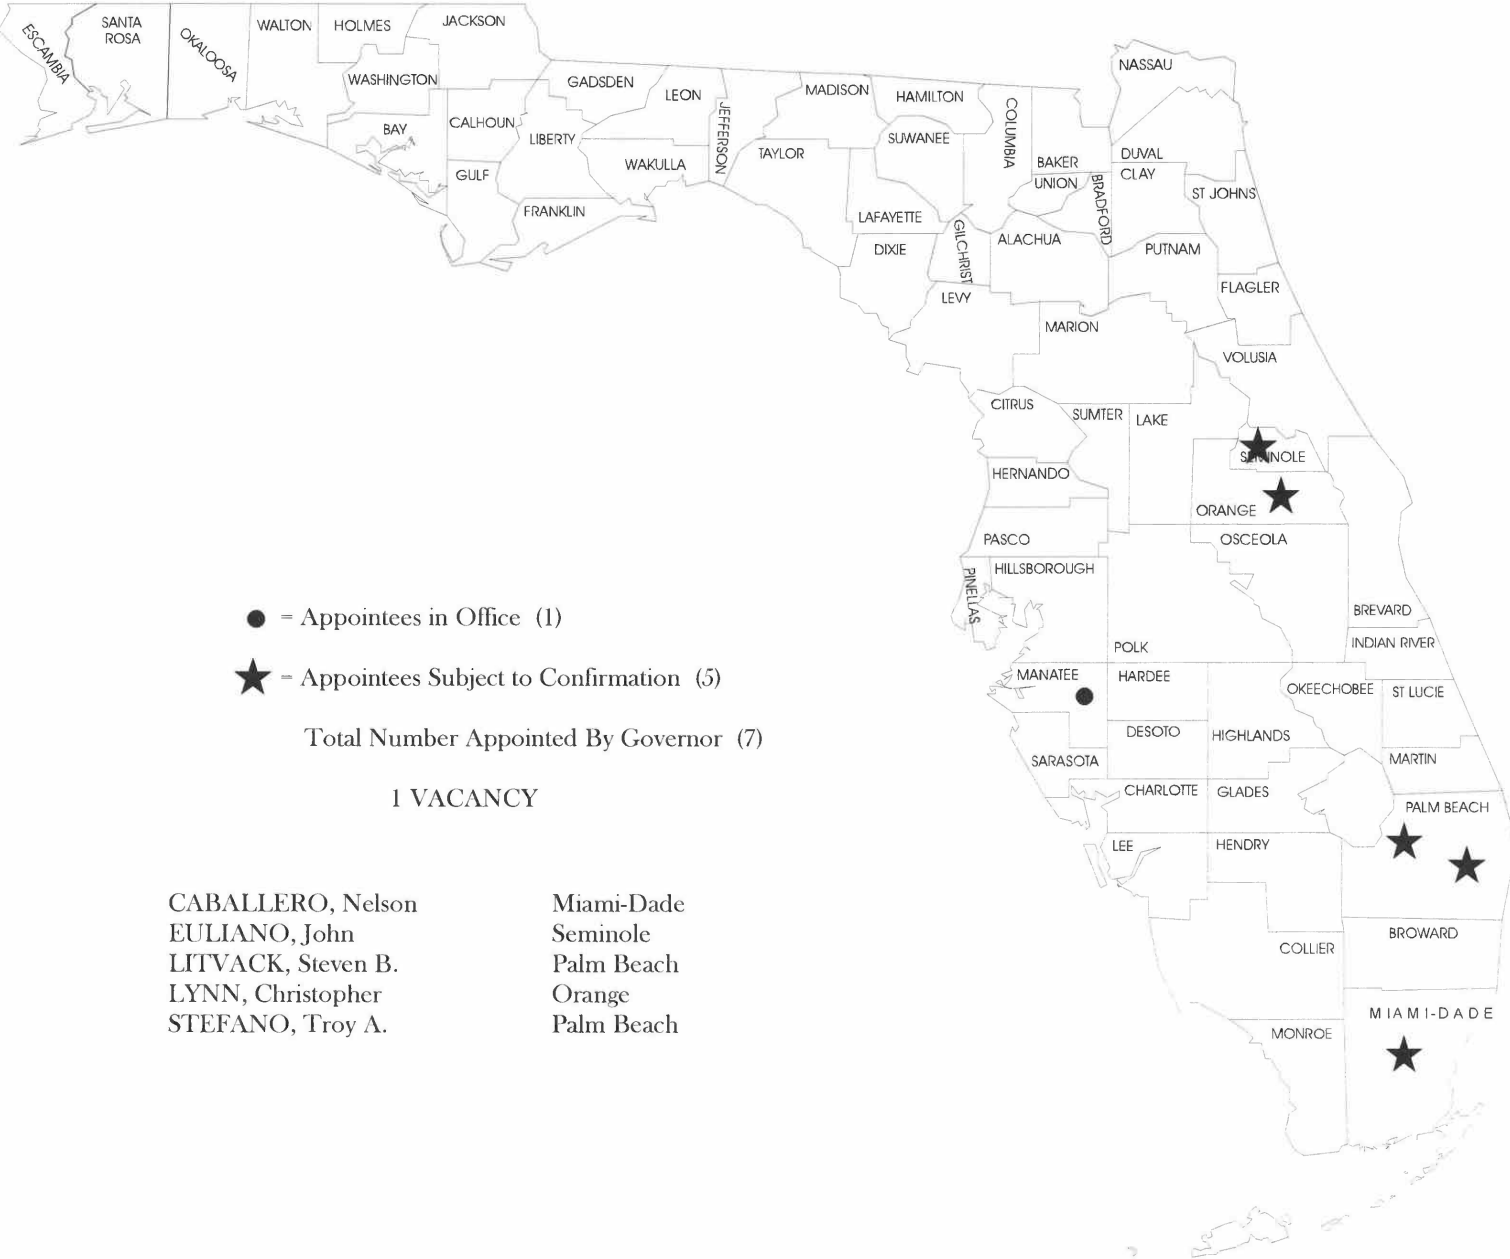 ESCAMBIA
SANTA
ROSA
OKALOOSA
WALTON
HOLMES
JACKSON
WASHINGTON
BAY
CALHOUN
GULF
LIBERTY
GADSDEN
FRANKLIN
LEON
WAKULLA
JEFFERSON
TAYLOR
MADISON
HAMILTON
SUWANEE
LAFAYETTE
DIXIE
COLUMBIA
GILCHRIST
BAKER
UNION
BRADFORD
ALACHUA
NASSAU
DUVAL
CLAY
ST JOHNS
PUTNAM
FLAGLER
LEVY
MARION
VOLUSIA
CITRUS
SUMTER
LAKE
SEMINOLE
HERNANDO
ORANGE
PASCO
OSCEOLA
PINELLAS
HILLSBOROUGH
POLK
BREVARD
INDIAN RIVER
MANATEE
HARDEE
OKEECHOBEE
ST LUCIE
DESOTO
HIGHLANDS
SARASOTA
MARTIN
CHARLOTTE
GLADES
PALM BEACH
LEE
HENDRY
COLLIER
BROWARD
MIAMI-DADE
MONROE
= Appointees in Office (1)
= Appointees Subject to Confirmation (5)
Total Number Appointed By Governor (7)
1 VACANCY
CABALLERO, Nelson Miami-Dade
EULIANO, John Seminole
LITVACK, Steven B. Palm Beach
LYNN, Christopher Orange
STEFANO, Troy A. Palm Beach